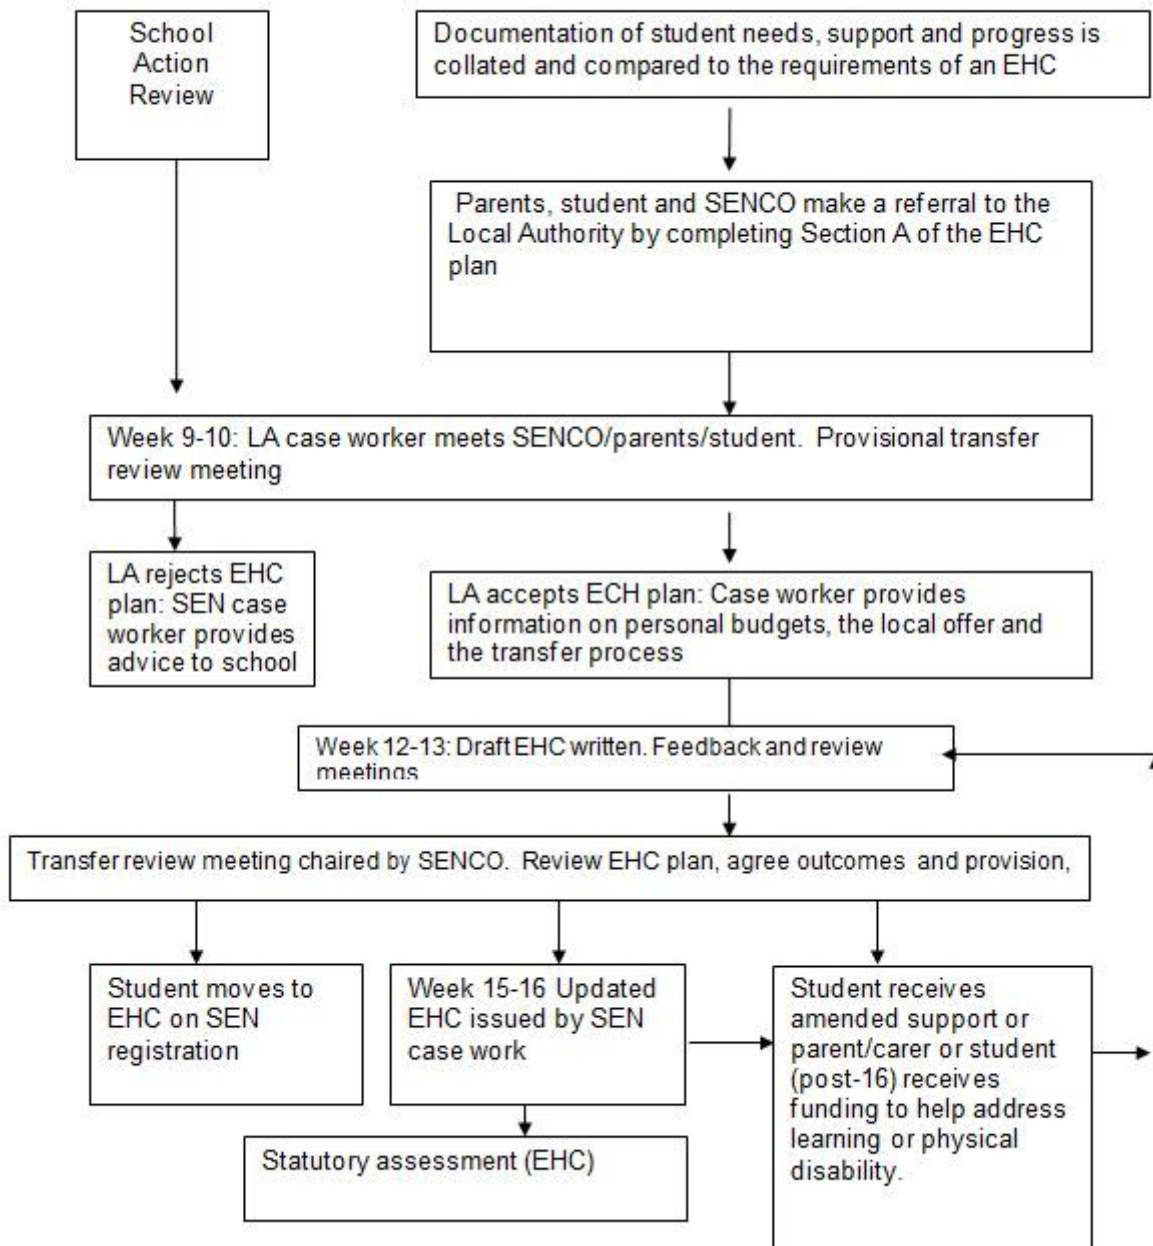 School
Action
Review
Documentation of student needs, support and progress is
collated and compared to the requirements of an EHC
Parents, student and SENCO make a referral to the
Local Authority by completing Section A of the EHC
plan
Week 9-10: LA case worker meets SENCO/parents/student. Provisional transfer
review meeting
LA rejects EHC
plan: SEN case
worker provides
advice to school
LA accepts ECH plan: Case worker provides
information on personal budgets, the local offer and
the transfer process
Week 12-13: Draft EHC written. Feedback and review
meetings
Transfer review meeting chaired by SENCO. Review EHC plan, agree outcomes and provision,
Student moves to
EHC on SEN
registration
Week 15-16 Updated
EHC issued by SEN
case work
Student receives
amended support or
parent/carer or student
(post-16) receives
funding to help address
learning or physical
disability.
Statutory assessment (EHC)